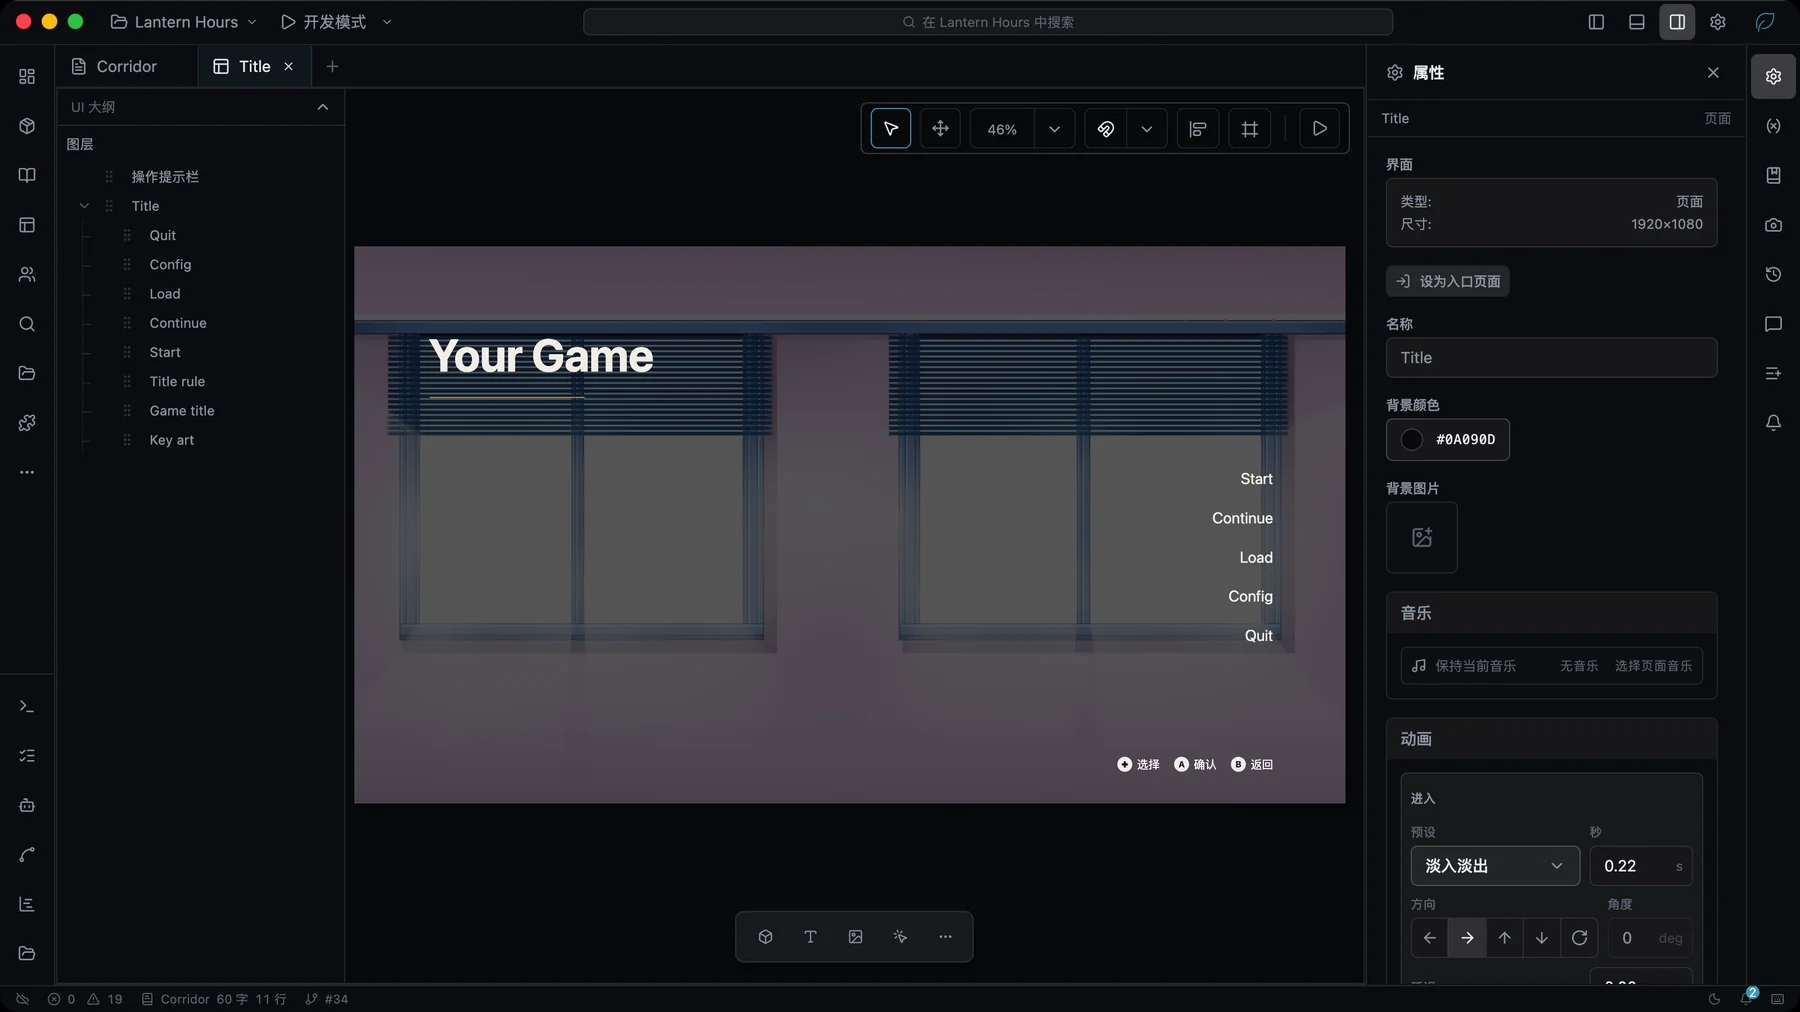 Lantern Hours
开发模式
在 Lantern Hours 中搜索
Corridor
Title
UI 大纲
图层
操作提示栏
Title
Quit
Config
Load
Continue
Start
Title rule
Game title
Key art
46%
Your Game
Start
Continue
Load
Config
Quit
选择 A 确认 B 返回
属性
Title 页面
界面
类型: 页面
尺寸: 1920×1080
设为入口页面
名称
Title
背景颜色
#0A090D
背景图片
音乐
保持当前音乐 无音乐 选择页面音乐
动画
进入
预设 秒
淡入淡出 0.22 s
方向 角度
0 deg
0 19 Corridor 60 字 11 行 #34
2